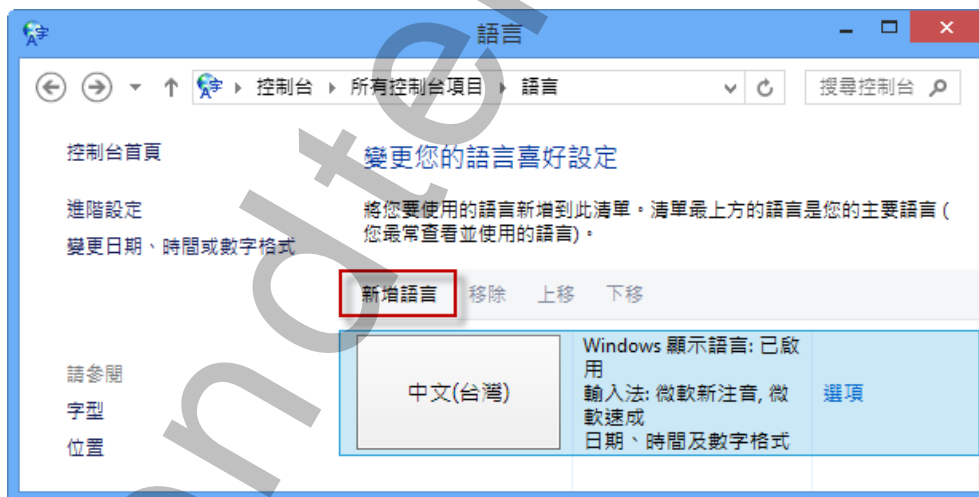 語言
控制台 所有控制台項目 語言 搜尋控制台
控制台首頁
進階設定
變更日期、時間或數字格式
請參閱
字型
位置
變更您的語言喜好設定
將您要使用的語言新增到此清單。清單最上方的語言是您的主要語言 (
您最常查看並使用的語言)。
新增語言 移除 上移 下移
中文(台灣)
Windows 顯示語言: 已啟
用
輸入法: 微軟新注音, 微
軟速成
日期、時間及數字格式
選項